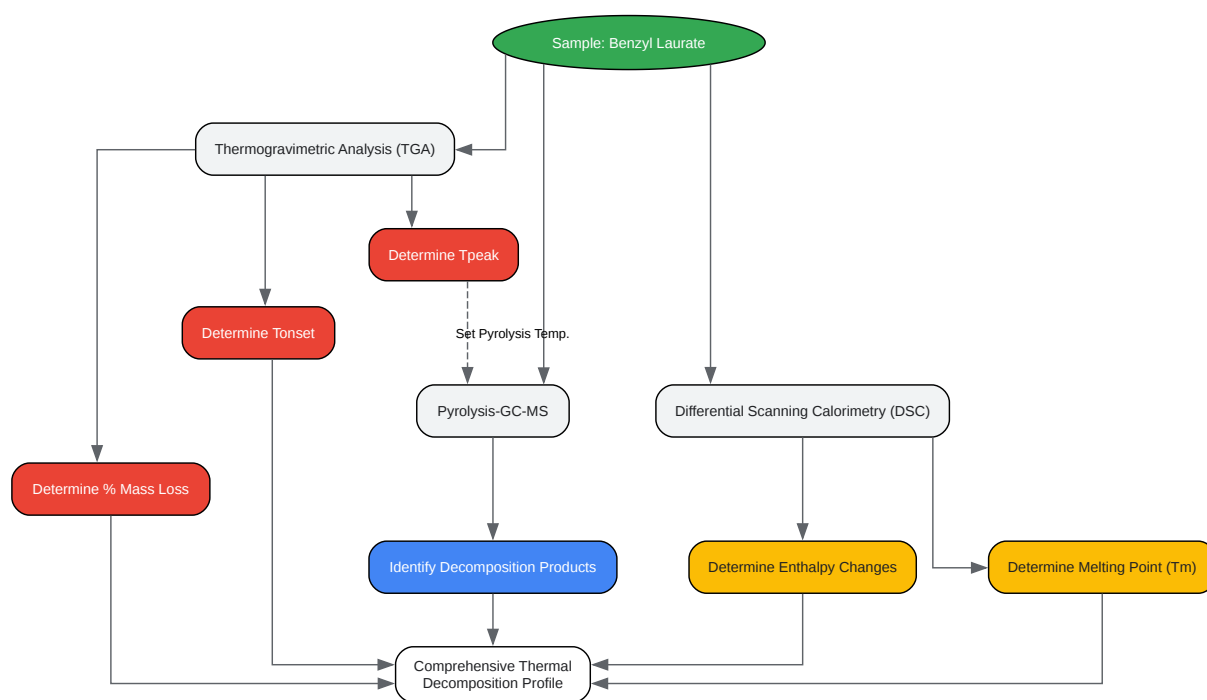 Sample: Benzyl Laurate
Thermogravimetric Analysis (TGA)
Determine Tpeak
Determine Tonset
Set Pyrolysis Temp.
Pyrolysis-GC-MS
Differential Scanning Calorimetry (DSC)
Determine % Mass Loss
Identify Decomposition Products
Determine Enthalpy Changes
Determine Melting Point (Tm)
Comprehensive Thermal
Decomposition Profile